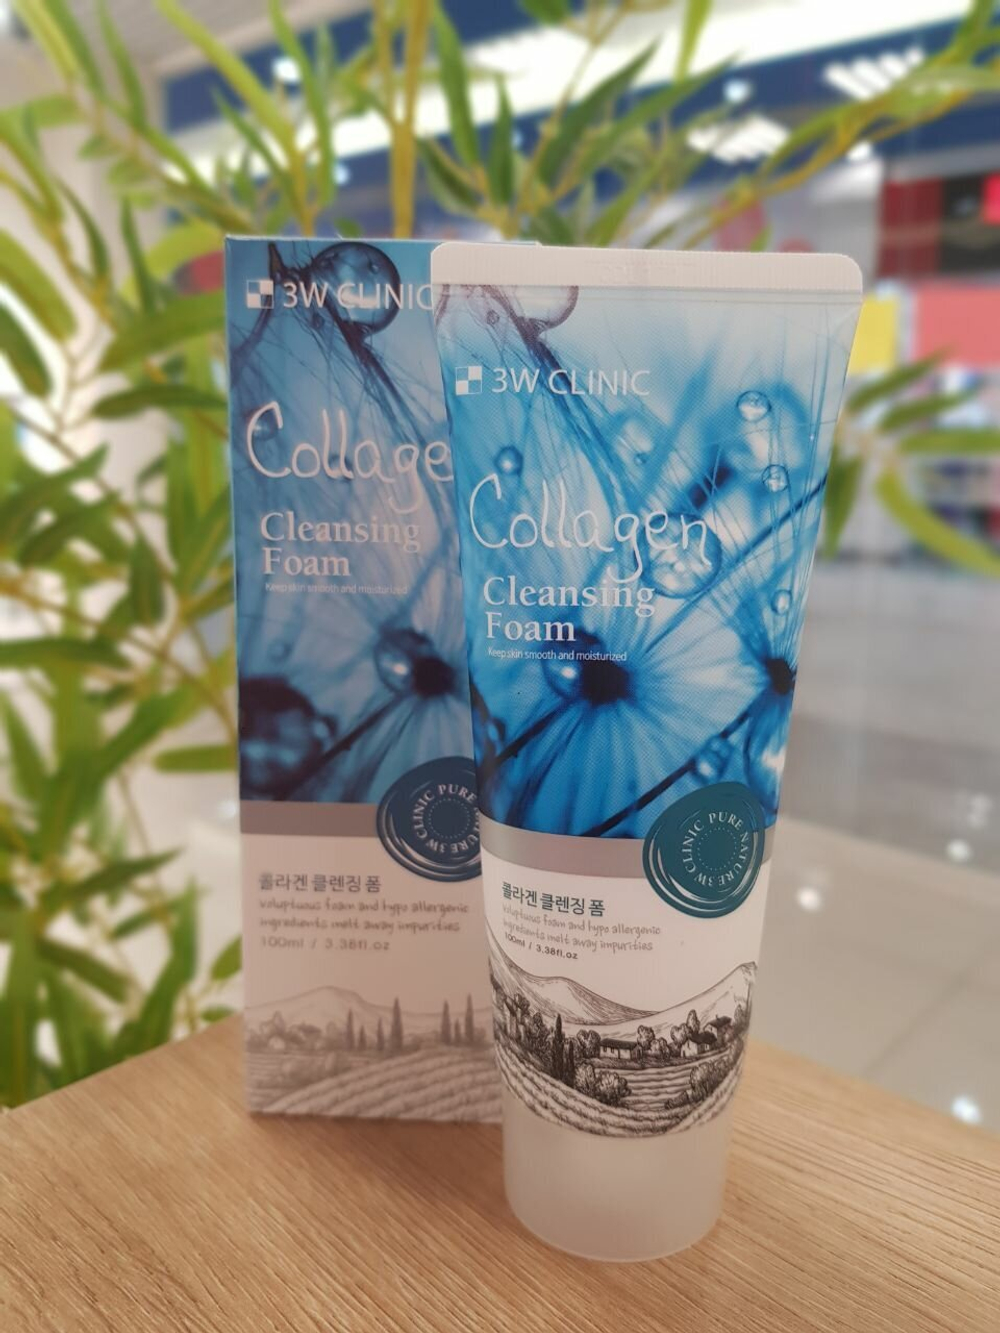 3W CLINIC
Collage
Cleansing
Foam
Keep skin smooth and moisturized
3W CLINIC PURE NATURE
콜라겐 클렌징 폼
voluptuous foam and hypo allergenic
ingredients melt away impurities
100ml / 3.38fl.oz
3W CLINIC
Collagen
Cleansing
Foam
Keep skin smooth and moisturized
3W CLINIC PURE NATURE
콜라겐 클렌징 폼
voluptuous foam and hypo allergenic
ingredients melt away impurities
100ml / 3.38fl.oz